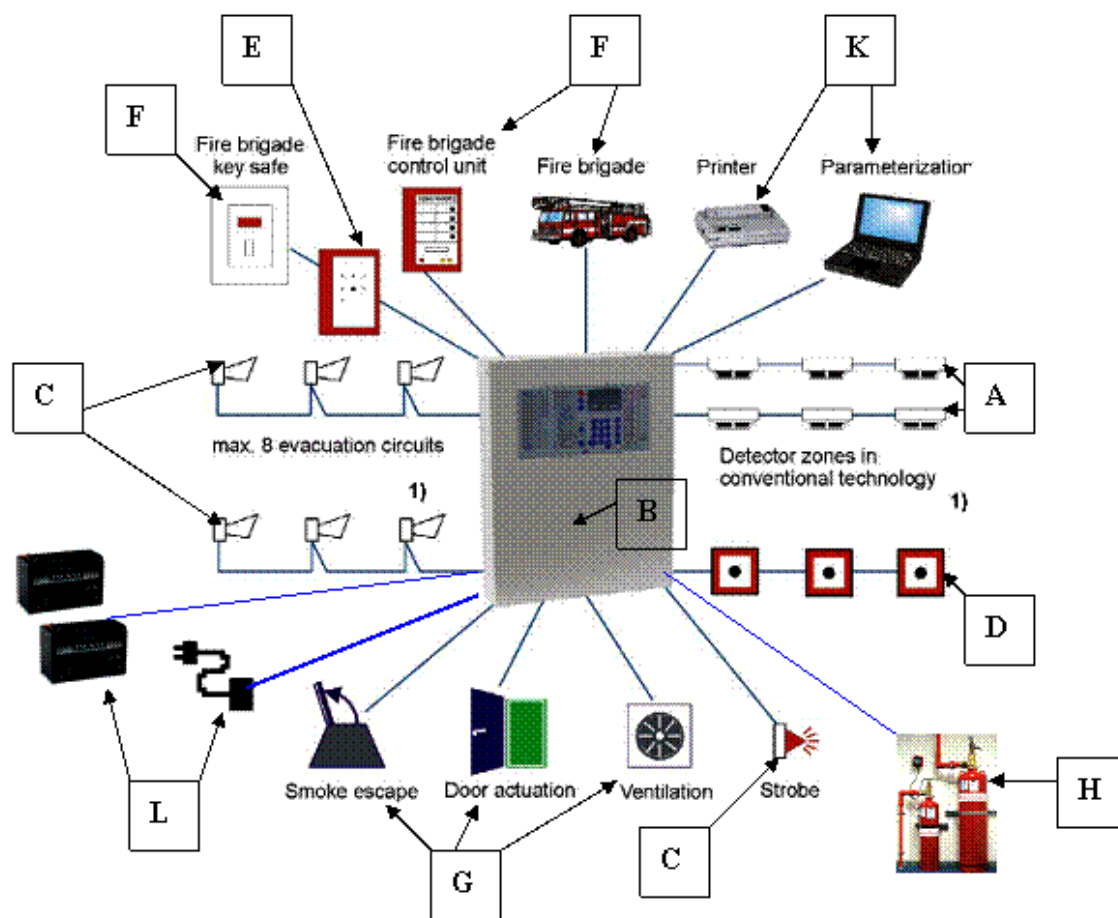 E
F
K
F
Fire brigade
key safe
Fire brigade
control unit
Fire brigade
Printer
Parameterization
C
A
max. 8 evacuation circuits
Detector zones in
conventional technology
1)
1)
B
D
L
Smoke escape
Door actuation
Ventilation
Strobe
H
G
C